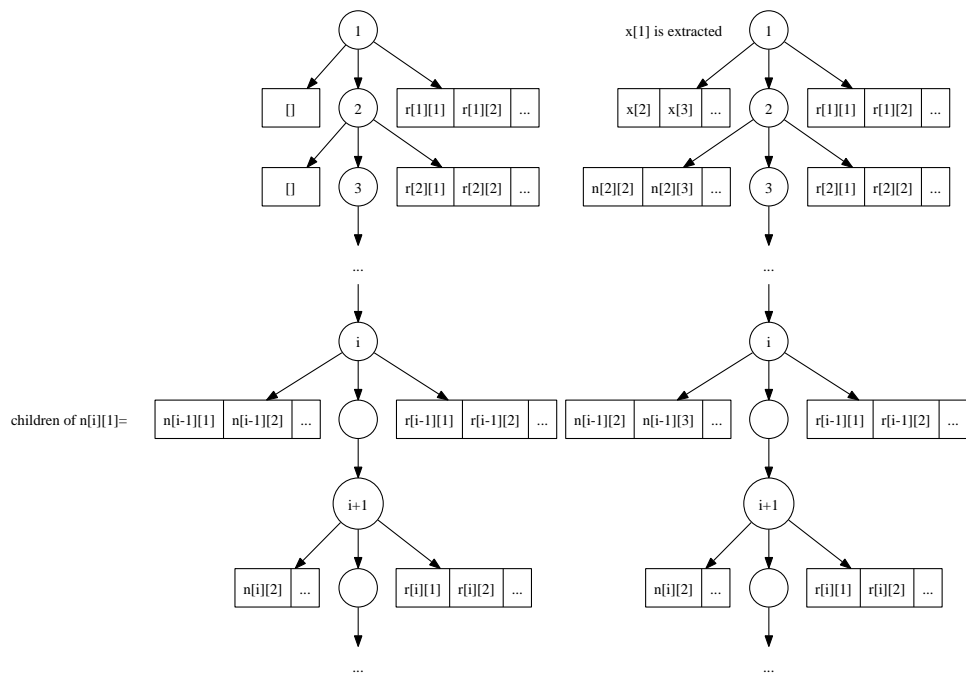 1 x[1] is extracted 1
[] 2 r[1][1] r[1][2] ... x[2] x[3] ... 2 r[1][1] r[1][2] ...
[] 3 r[2][1] r[2][2] ... n[2][2] n[2][3] ... 3 r[2][1] r[2][2] ...
... ...
i i
children of n[i][1]= n[i-1][1] n[i-1][2] ... r[i-1][1] r[i-1][2] ... n[i-1][2] n[i-1][3] ... r[i-1][1] r[i-1][2] ...
i+1 i+1
n[i][2] ... r[i][1] r[i][2] ... n[i][2] ... r[i][1] r[i][2] ...
... ...